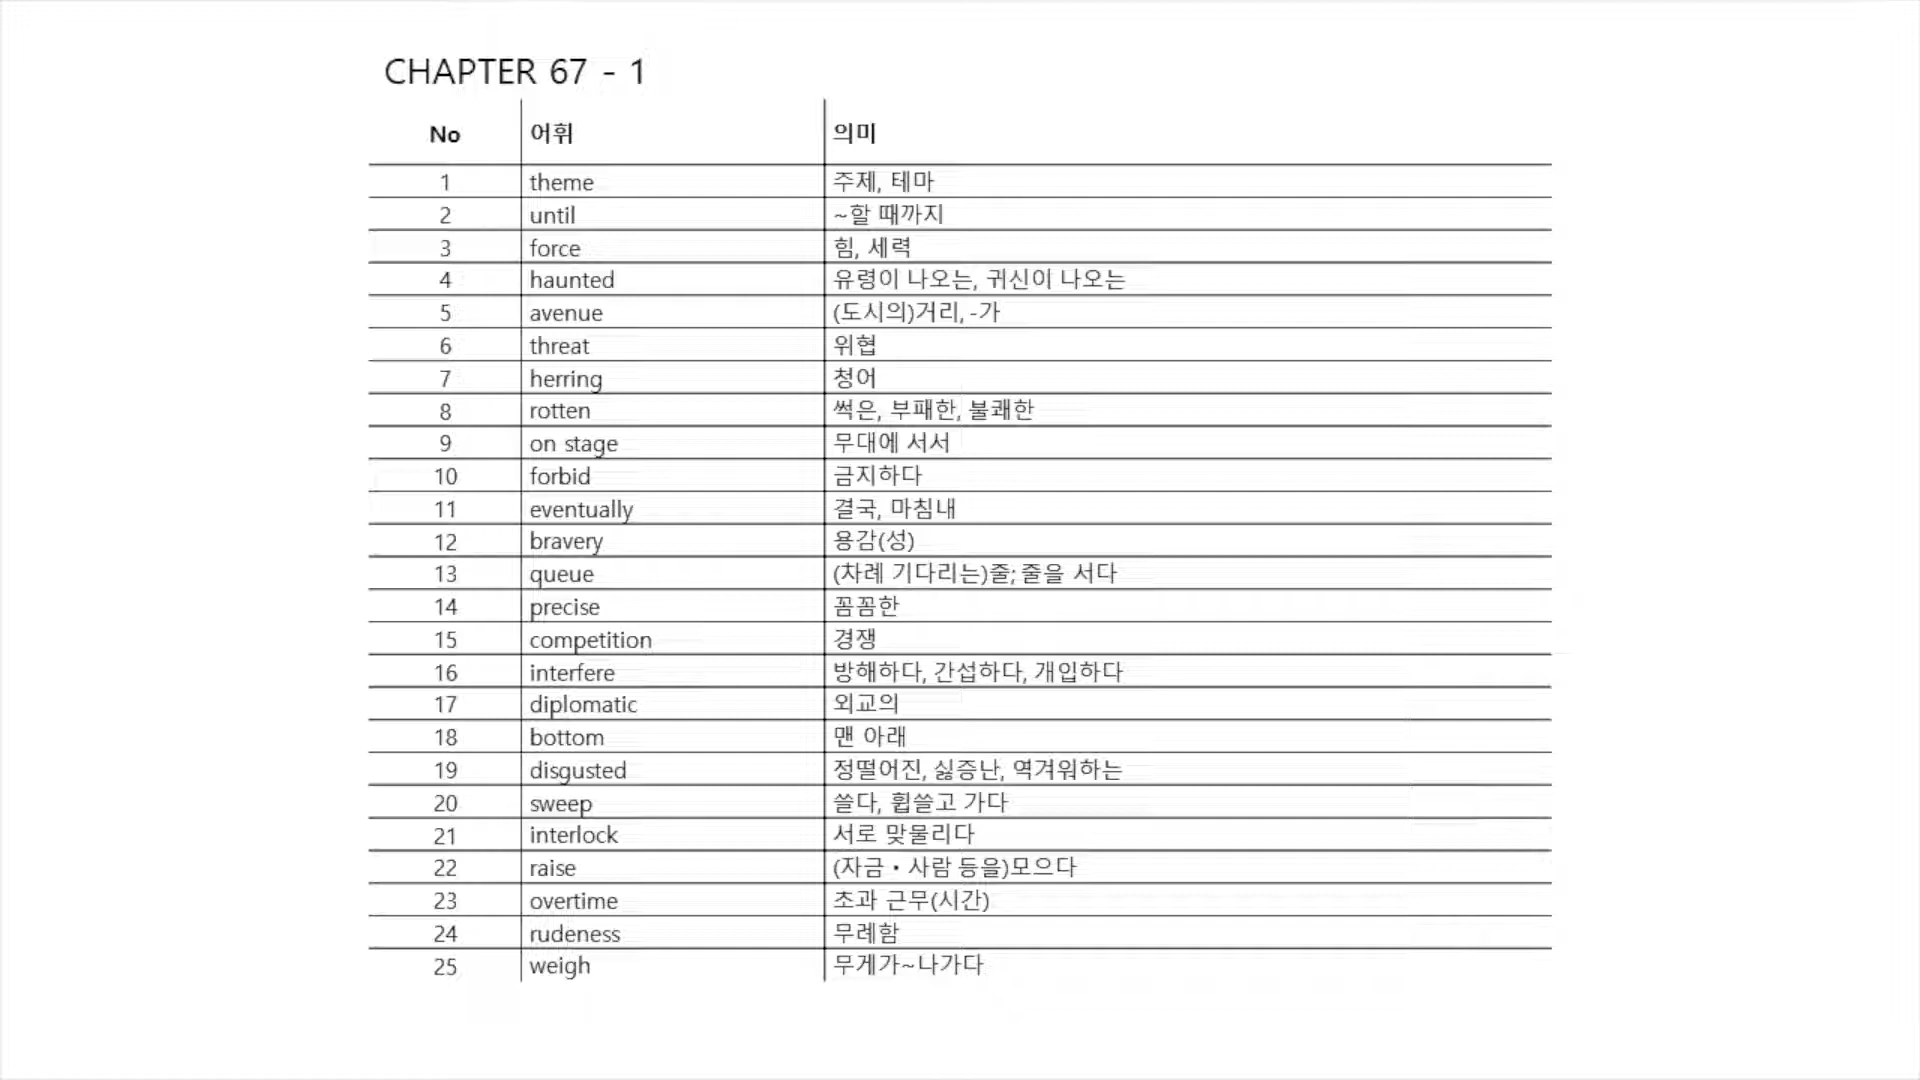 CHAPTER 67 - 1
No 어휘 의미
1 theme 주제, 테마
2 until ~할 때까지
3 force 힘, 세력
4 haunted 유령이 나오는, 귀신이 나오는
5 avenue (도시의)거리, -가
6 threat 위협
7 herring 청어
8 rotten 썩은, 부패한, 불쾌한
9 on stage 무대에 서서
10 forbid 금지하다
11 eventually 결국, 마침내
12 bravery 용감(성)
13 queue (차례 기다리는)줄; 줄을 서다
14 precise 꼼꼼한
15 competition 경쟁
16 interfere 방해하다, 간섭하다, 개입하다
17 diplomatic 외교의
18 bottom 맨 아래
19 disgusted 정떨어진, 싫증난, 역겨워하는
20 sweep 쓸다, 휩쓸고 가다
21 interlock 서로 맞물리다
22 raise (자금・사람 등을)모으다
23 overtime 초과 근무(시간)
24 rudeness 무례함
25 weigh 무게가~나가다